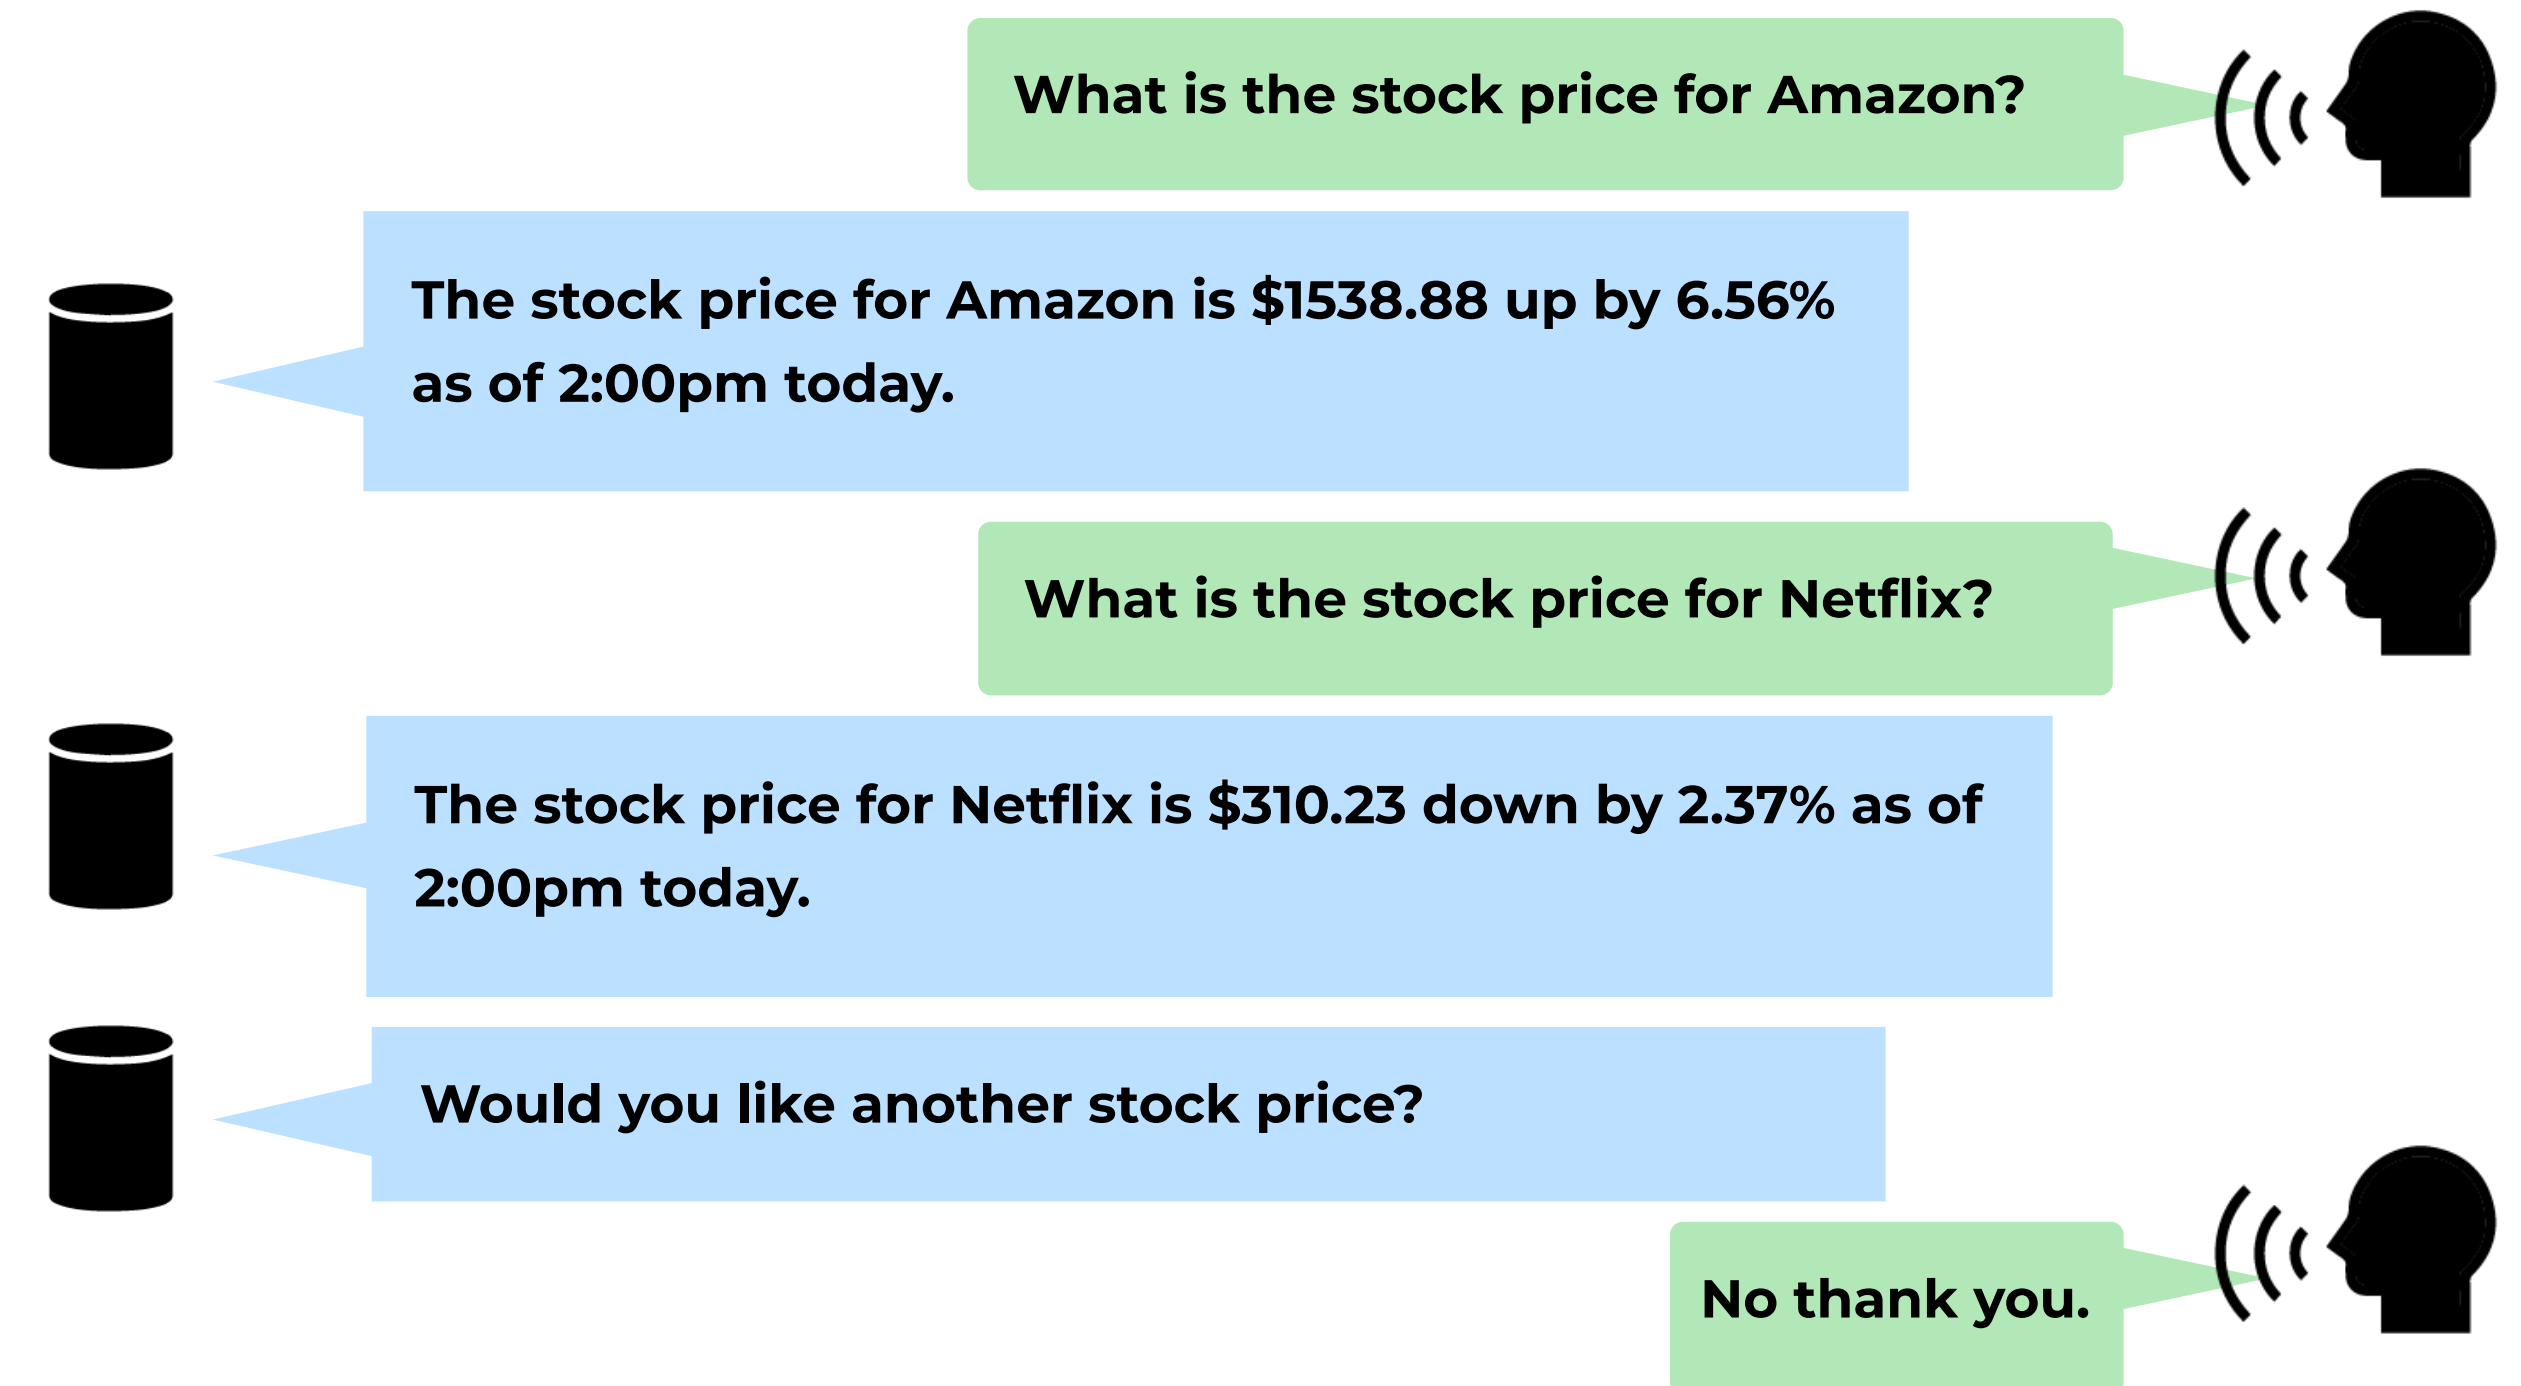 What is the stock price for Amazon?
The stock price for Amazon is $1538.88 up by 6.56%
as of 2:00pm today.
What is the stock price for Netflix?
The stock price for Netflix is $310.23 down by 2.37% as of
2:00pm today.
Would you like another stock price?
No thank you.